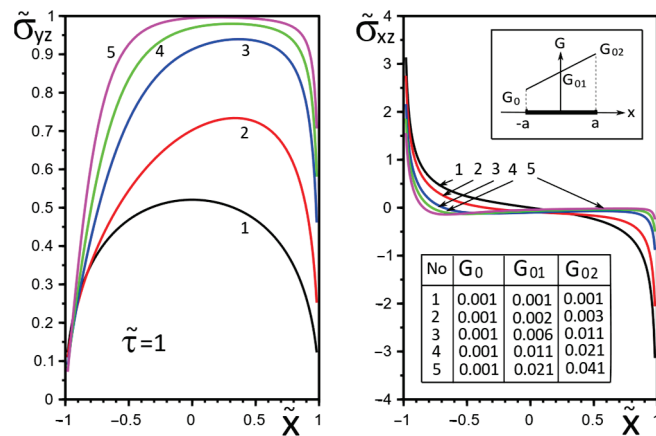 σ̃yz
1
0.9
0.8
0.7
0.6
0.5
0.4
0.3
0.2
0.1
0
5
4
3
2
1
τ̃=1
−1
−0.5
0
0.5
1
x̃
σ̃xz
4
3
2
1
0
−1
−2
−3
−4
G
G02
G01
G0
-a
a
x
1 2 3 4 5
No G0 G01 G02
1 0.001 0.001 0.001
2 0.001 0.002 0.003
3 0.001 0.006 0.011
4 0.001 0.011 0.021
5 0.001 0.021 0.041
−1
−0.5
0
0.5
1
x̃